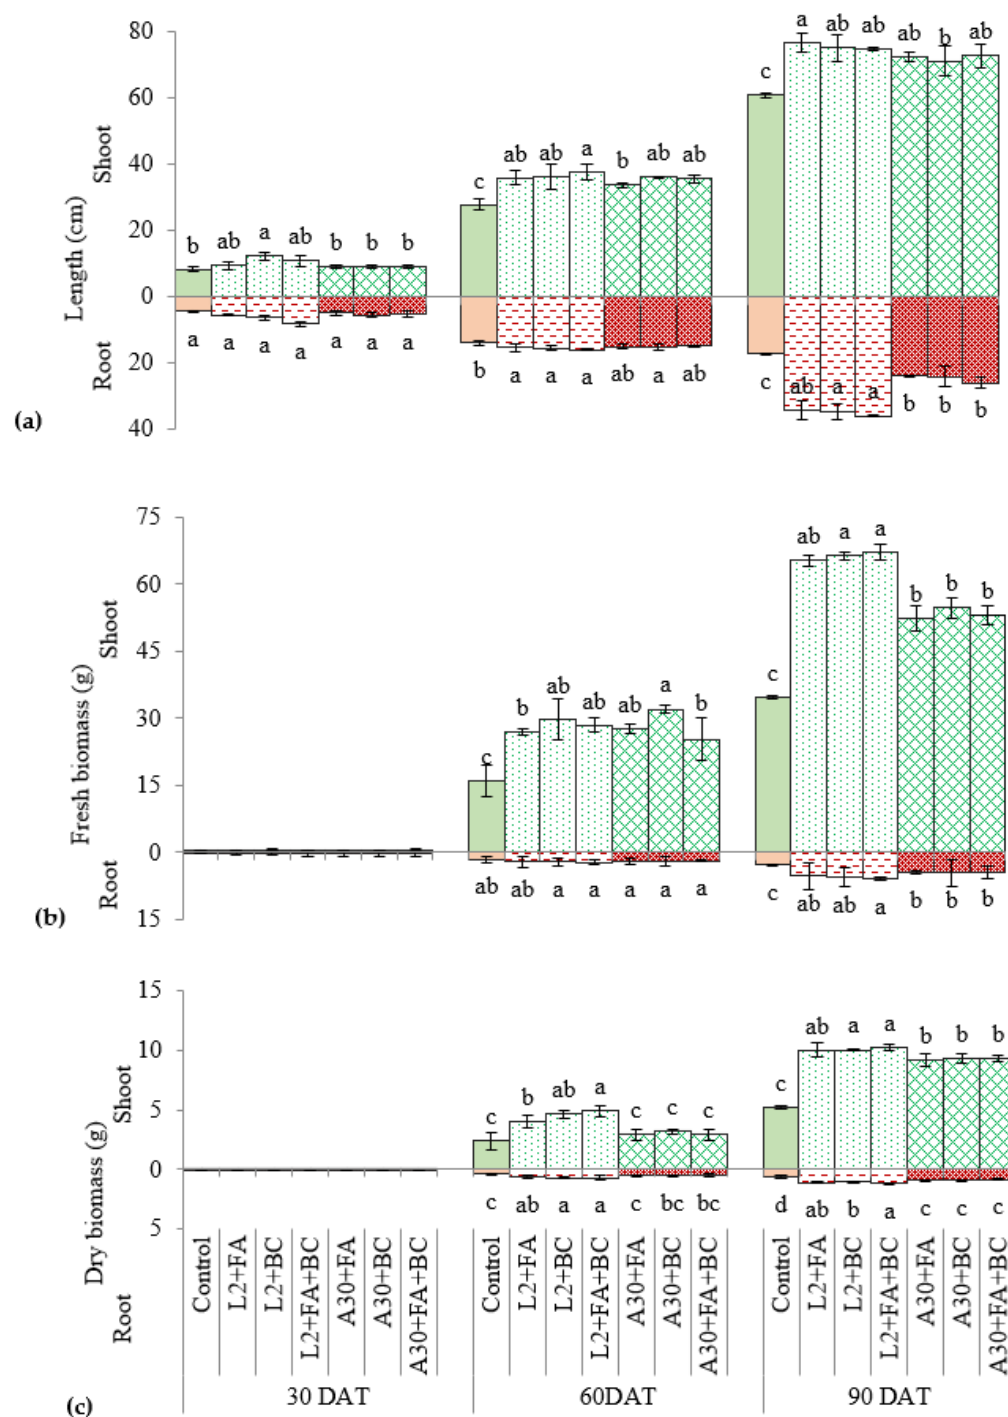 80
60
40
20
0
20
40
Shoot
Length (cm)
Root
b ab a ab b b b
c ab ab a b ab ab
c a ab ab ab b ab
a a a a a a a
b a a a ab a ab
c ab a a b b b
(a)
75
60
45
30
15
0
15
Shoot
Fresh biomass (g)
Root
c b ab ab ab a b
c ab a a b b b
ab ab a a a a a
c ab ab a b b b
(b)
15
10
5
0
5
Shoot
Dry biomass (g)
Root
c b ab a c c c
c ab a a b b b
c ab a a c bc bc
d ab b a c c c
Control L2+FA L2+BC L2+FA+BC A30+FA A30+BC A30+FA+BC
Control L2+FA L2+BC L2+FA+BC A30+FA A30+BC A30+FA+BC
Control L2+FA L2+BC L2+FA+BC A30+FA A30+BC A30+FA+BC
30 DAT 60DAT 90 DAT
(c)